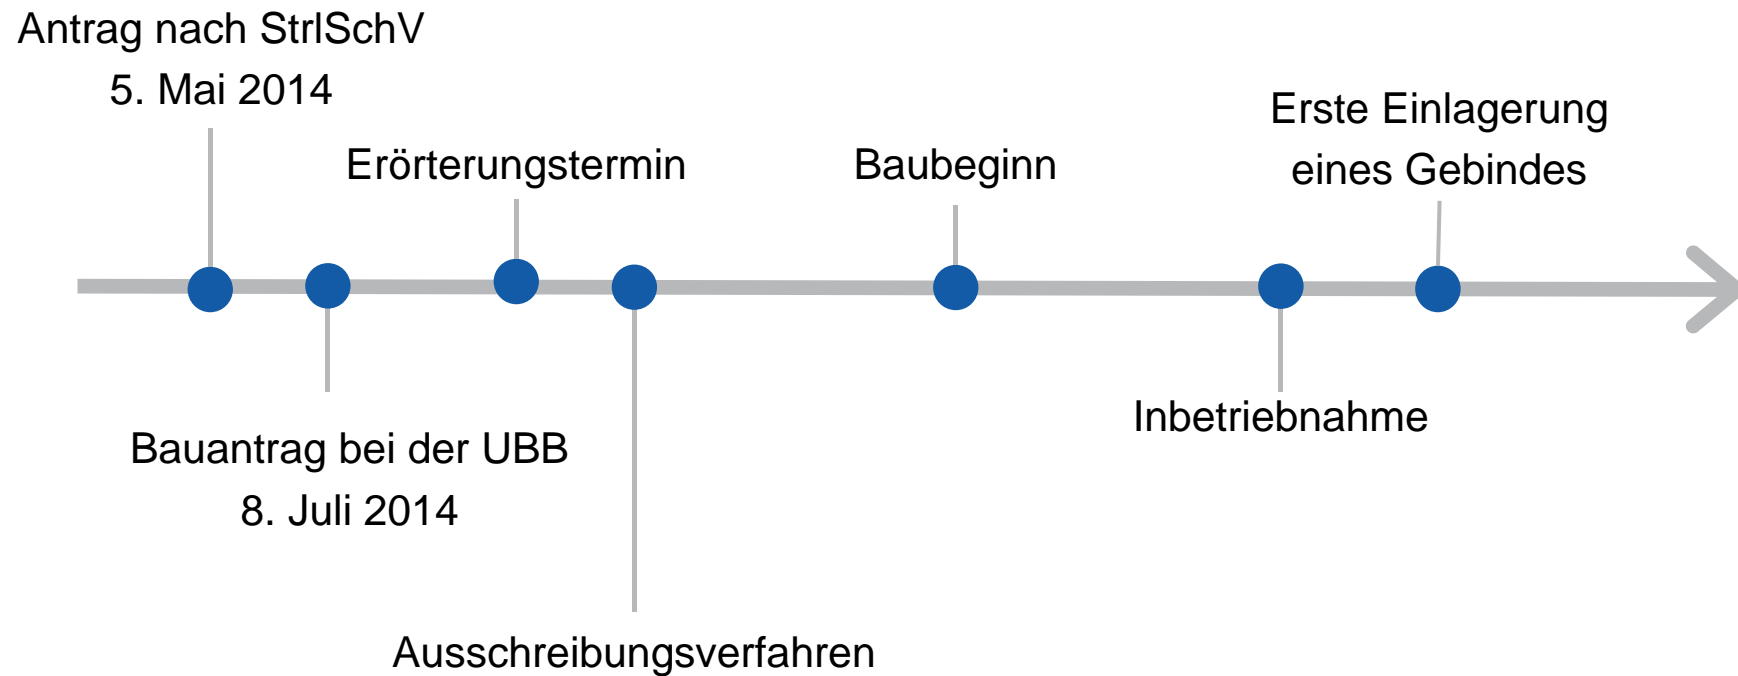 Antrag nach StrlSchV
5. Mai 2014
Bauantrag bei der UBB
8. Juli 2014
Erörterungstermin
Ausschreibungsverfahren
Baubeginn
Inbetriebnahme
Erste Einlagerung
eines Gebindes